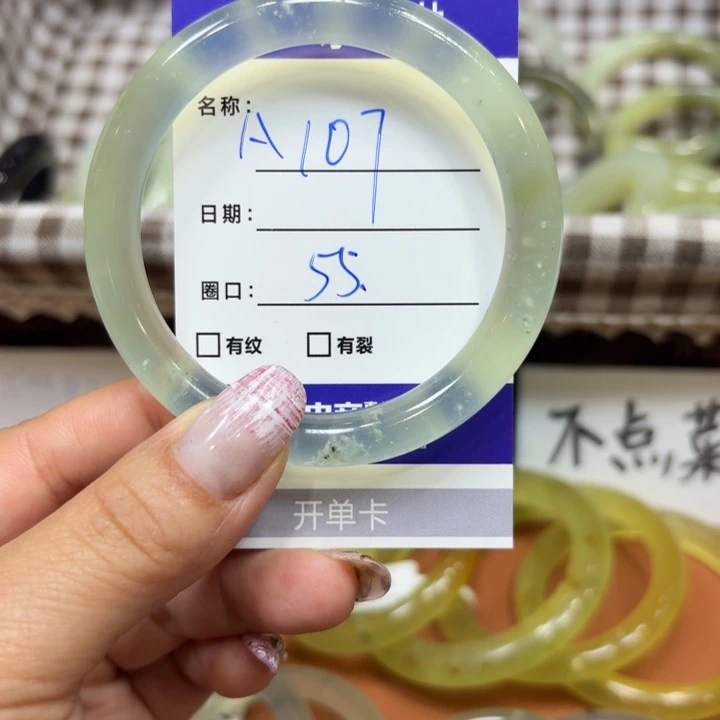 名称: A107
日期:
圈口: 55.
□有纹 □有裂
开单卡
不点菜